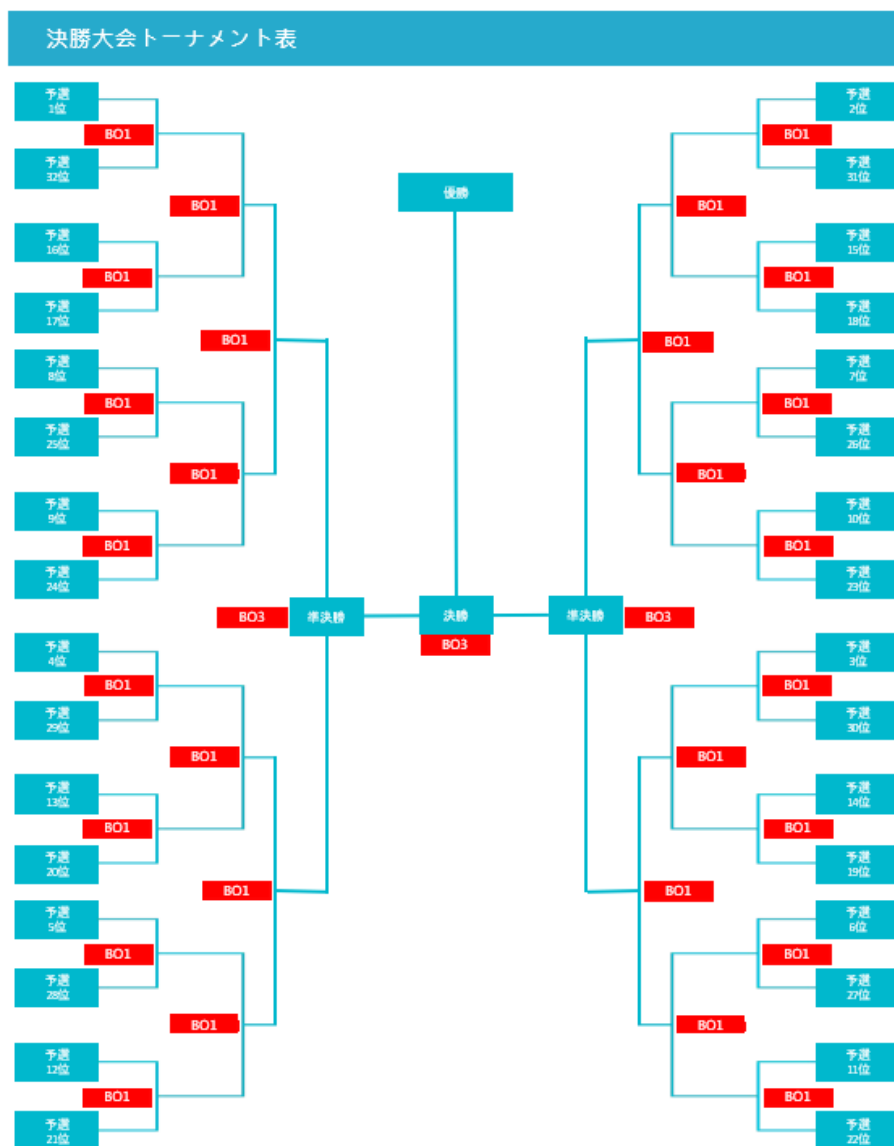 決勝大会トーナメント表
予選
1位
BO1
予選
32位
BO1
予選
16位
BO1
予選
17位
BO1
予選
8位
BO1
予選
25位
BO1
予選
9位
BO1
予選
24位
BO3
準決勝
予選
4位
BO1
予選
29位
BO1
予選
13位
BO1
予選
20位
BO1
予選
5位
BO1
予選
28位
BO1
予選
12位
BO1
予選
21位
優勝
決勝
BO3
予選
2位
BO1
予選
31位
BO1
予選
15位
BO1
予選
18位
BO1
予選
7位
BO1
予選
26位
BO1
予選
10位
BO1
予選
23位
準決勝
BO3
予選
3位
BO1
予選
30位
BO1
予選
14位
BO1
予選
19位
BO1
予選
6位
BO1
予選
27位
BO1
予選
11位
BO1
予選
22位